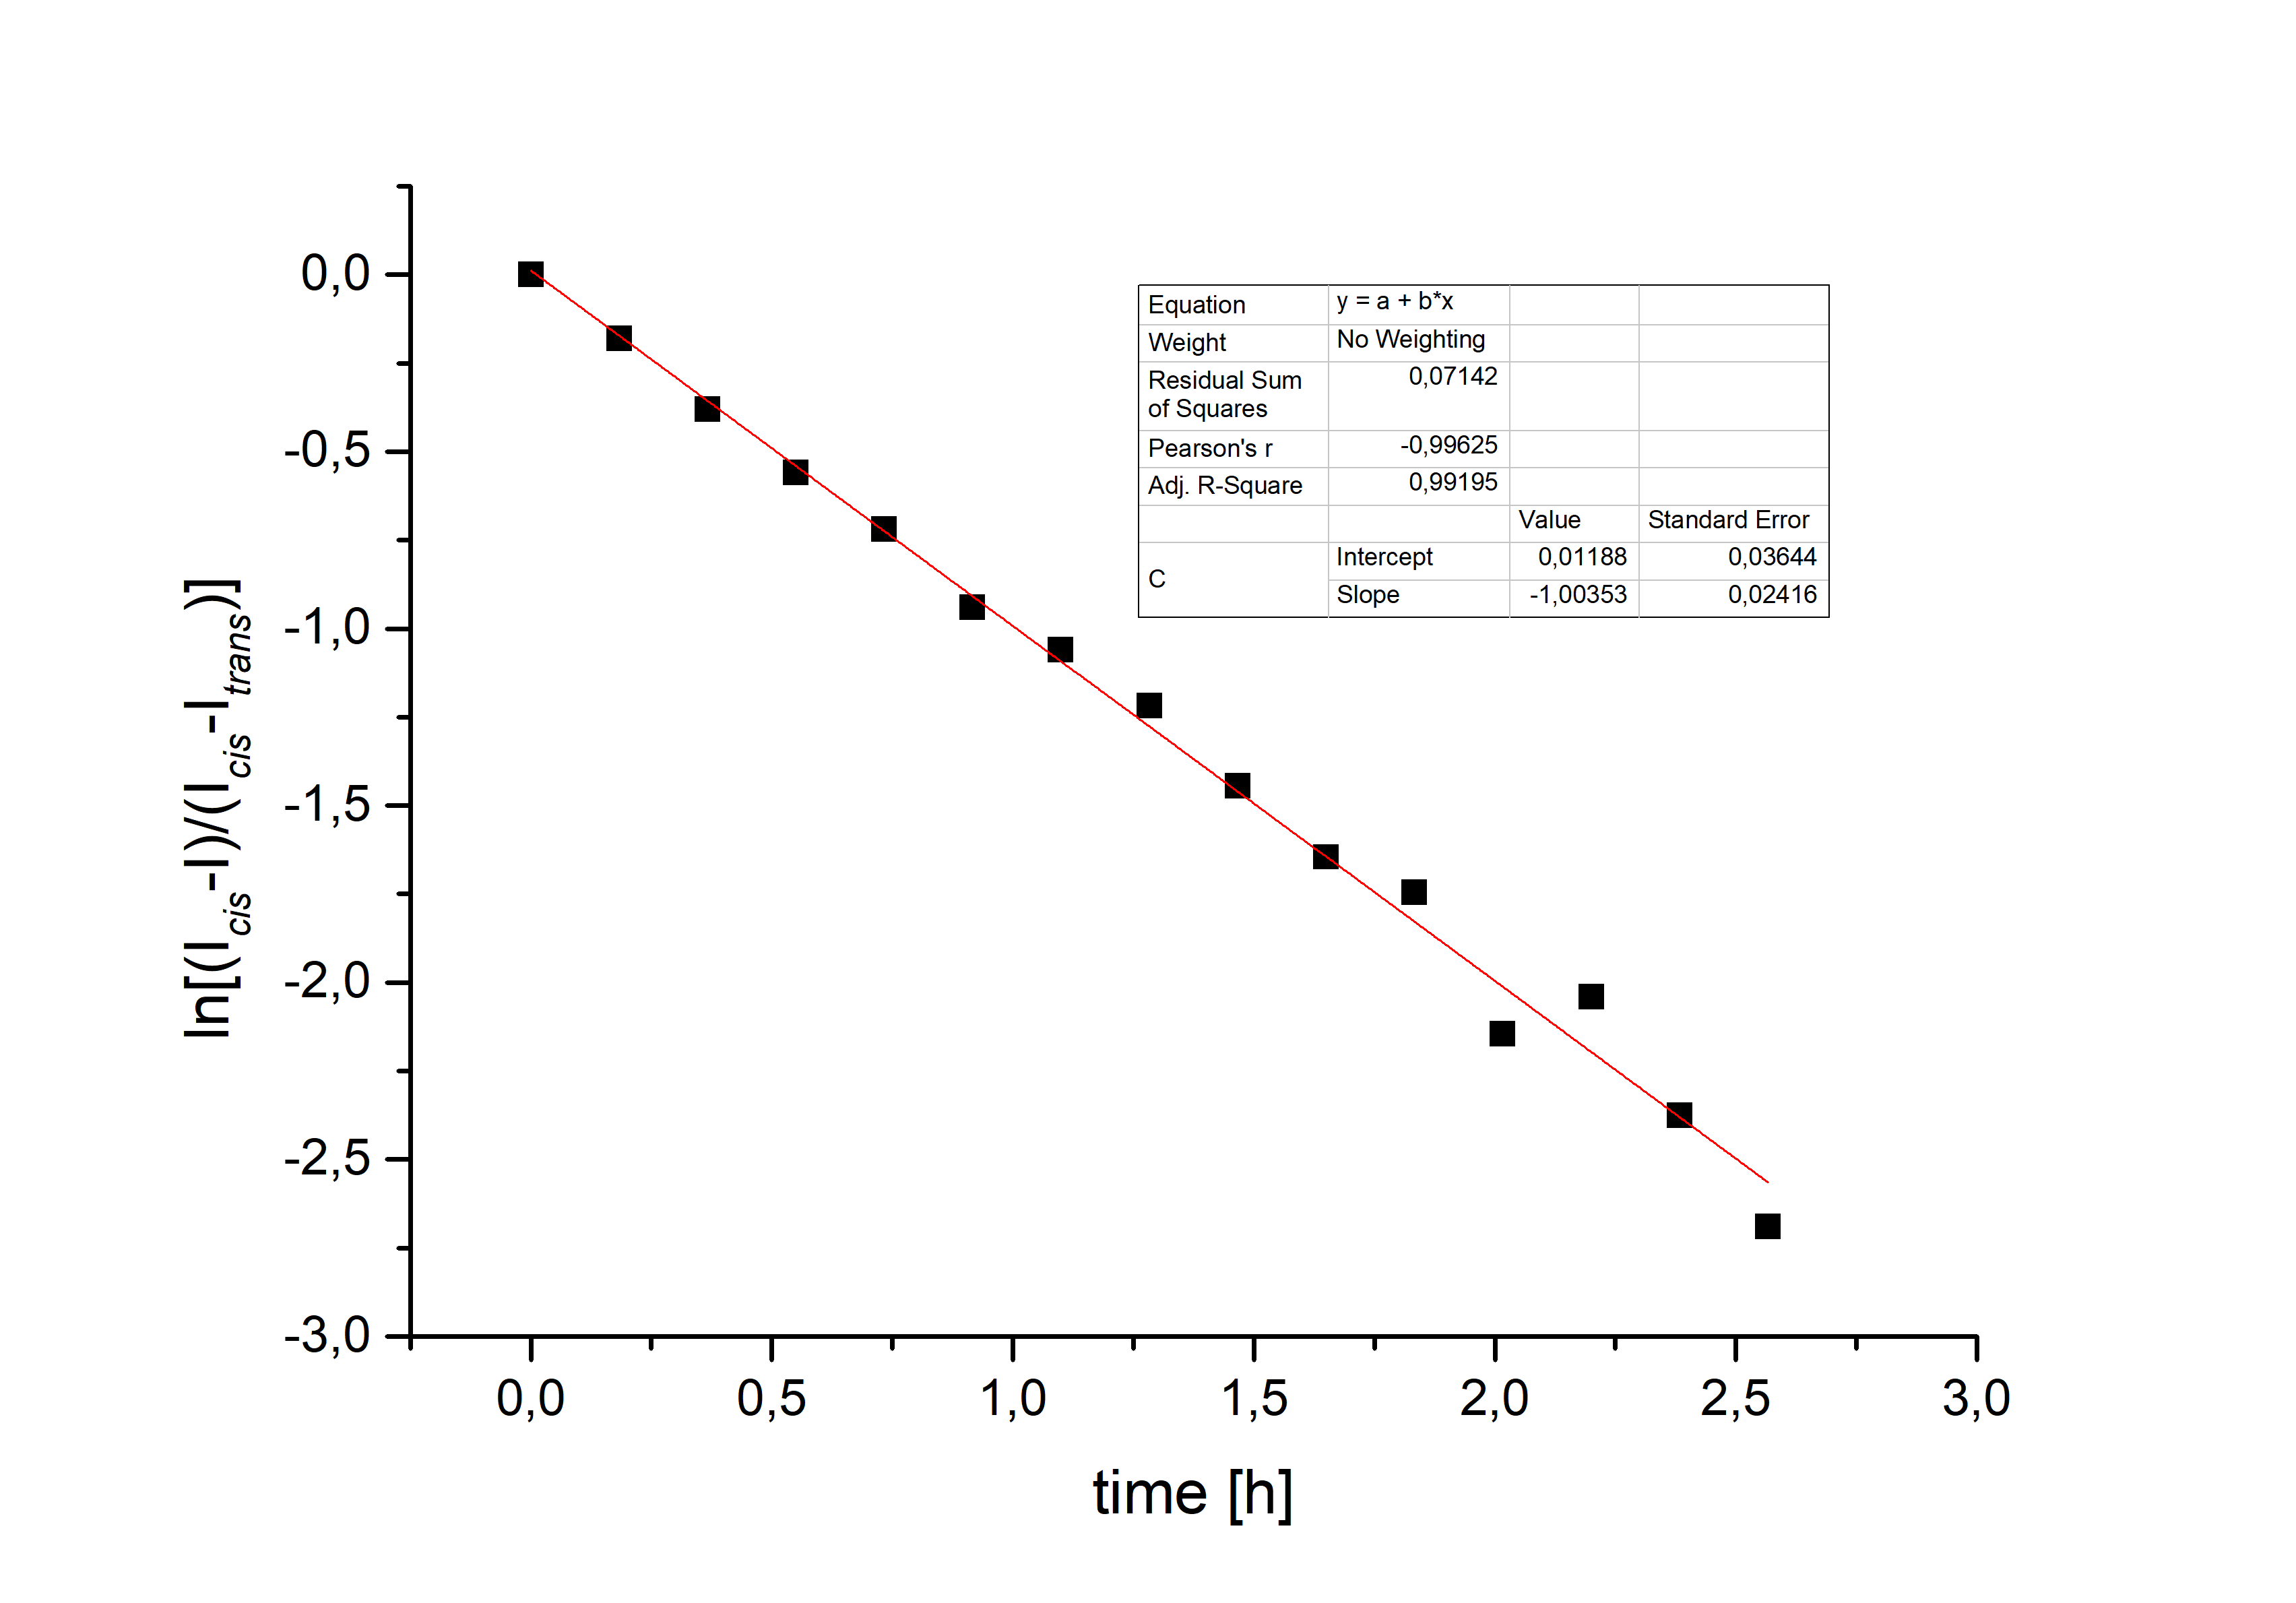 0,0
-0,5
-1,0
-1,5
-2,0
-2,5
-3,0
ln[(I_cis-I)/(I_cis-I_trans)]
Equation y = a + b*x
Weight No Weighting
Residual Sum of Squares 0,07142
Pearson's r -0,99625
Adj. R-Square 0,99195
Value Standard Error
C Intercept 0,01188 0,03644
Slope -1,00353 0,02416
0,0 0,5 1,0 1,5 2,0 2,5 3,0
time [h]